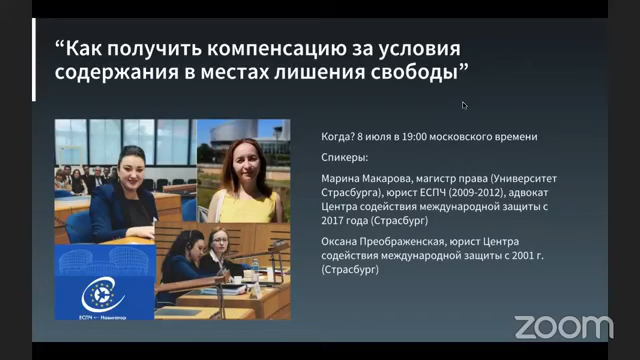 “Как получить компенсацию за условия
содержания в местах лишения свободы”
Когда? 8 июля в 19:00 московского времени
Спикеры:
Марина Макарова, магистр права (Университет
Страсбурга), юрист ЕСПЧ (2009-2012), адвокат
Центра содействия международной защиты с
2017 года (Страсбург)
Оксана Преображенская, юрист Центра
содействия международной защиты с 2001 г.
(Страсбург)
ЕСПЧ — Навигатор
zoom